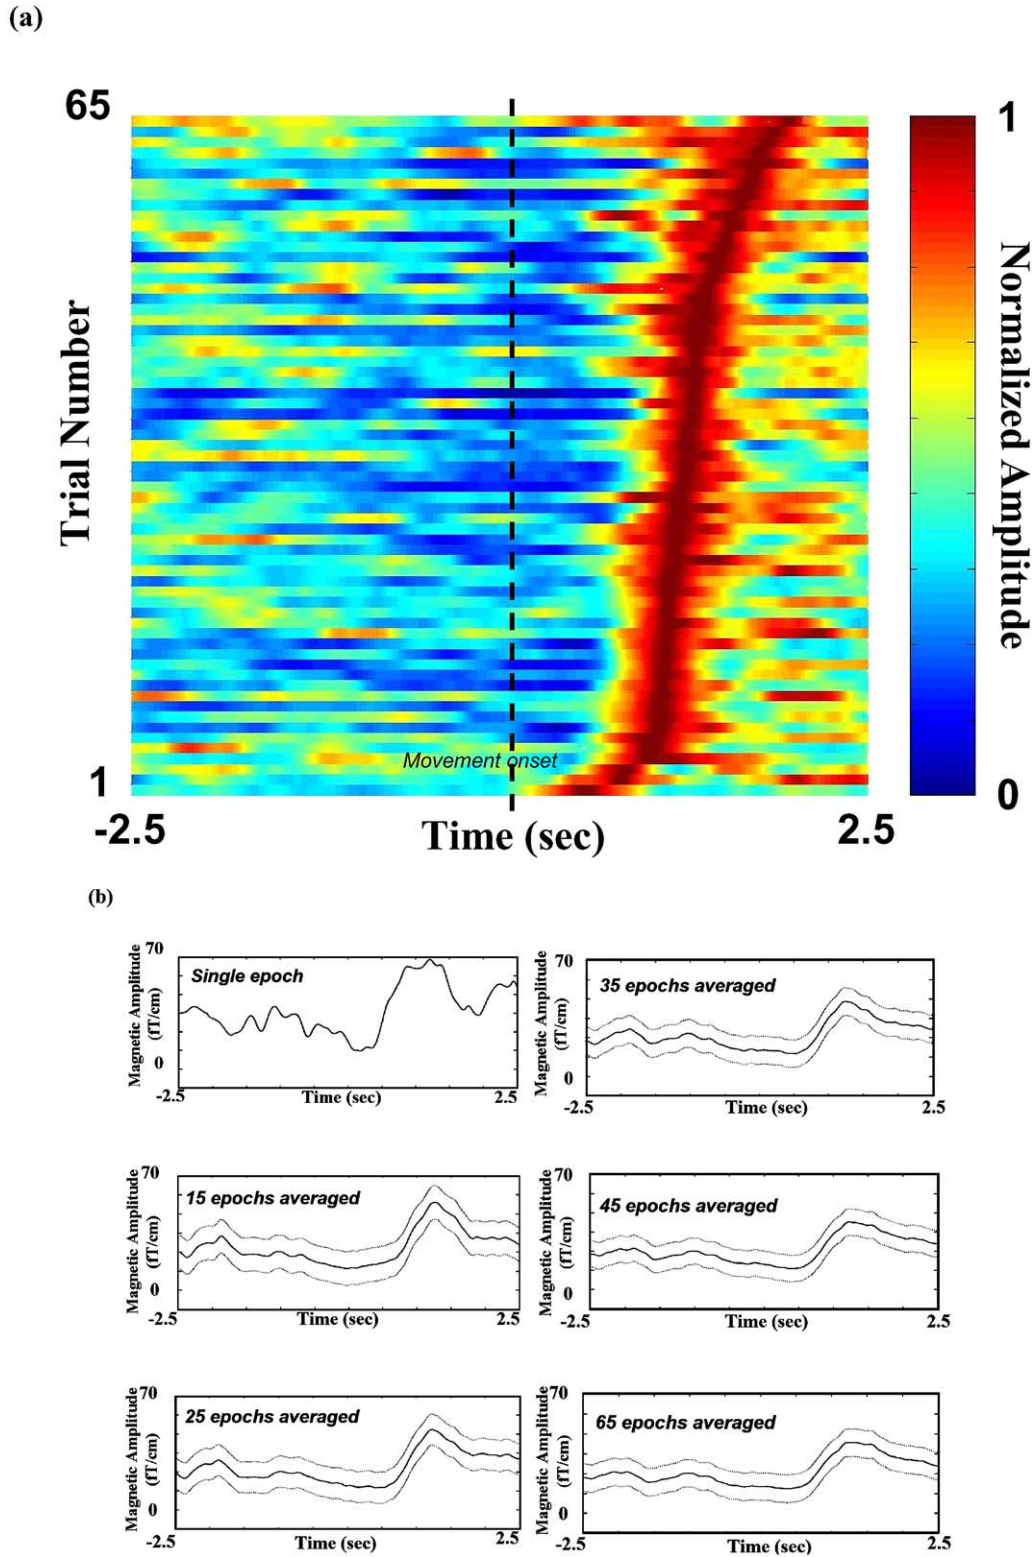 (a)
65
1
Trial Number
Movement onset
-2.5
Time (sec)
2.5
1
Normalized Amplitude
0
(b)
Magnetic Amplitude
(fT/cm)
70
0
Single epoch
-2.5
Time (sec)
2.5
Magnetic Amplitude
(fT/cm)
70
0
35 epochs averaged
-2.5
Time (sec)
2.5
Magnetic Amplitude
(fT/cm)
70
0
15 epochs averaged
-2.5
Time (sec)
2.5
Magnetic Amplitude
(fT/cm)
70
0
45 epochs averaged
-2.5
Time (sec)
2.5
Magnetic Amplitude
(fT/cm)
70
0
25 epochs averaged
-2.5
Time (sec)
2.5
Magnetic Amplitude
(fT/cm)
70
0
65 epochs averaged
-2.5
Time (sec)
2.5